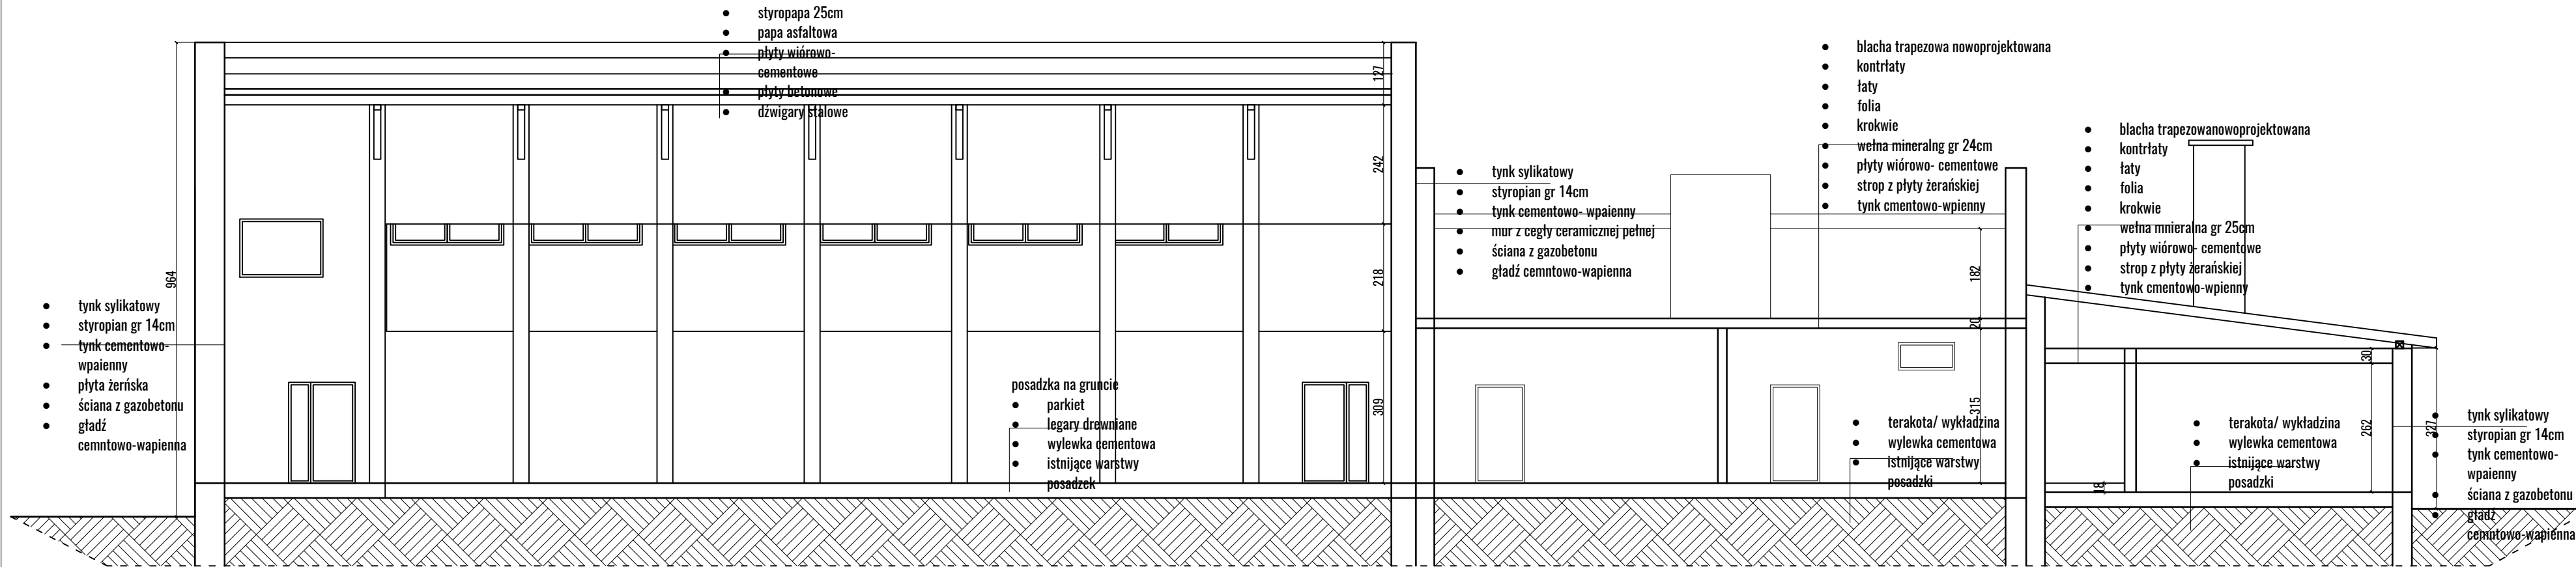 styropapa 25cm
papa asfaltowa
płyty wiórowo-
cementowe
płyty betonowe
dźwigary stalowe
964
tynk sylikatowy
styropian gr 14cm
tynk cementowo-
wpaienny
płyta żerńska
ściana z gazobetonu
gładź
cemntowo-wapienna
127
242
218
309
posadzka na gruncie
parkiet
legary drewniane
wylewka cementowa
istnijące warstwy
posadzek
tynk sylikatowy
styropian gr 14cm
tynk cementowo- wpaienny
mur z cegły ceramicznej pełnej
ściana z gazobetonu
gładź cemntowo-wapienna
blacha trapezowa nowoprojektowana
kontrłaty
łaty
folia
krokwie
wełna mineralng gr 24cm
płyty wiórowo- cementowe
strop z płyty żerańskiej
tynk cmentowo-wpienny
182
20
315
terakota/ wykładzina
wylewka cementowa
istnijące warstwy
posadzki
blacha trapezowanowoprojektowana
kontrłaty
łaty
folia
krokwie
wełna mnieralna gr 25cm
płyty wiórowo- cementowe
strop z płyty żerańskiej
tynk cmentowo-wpienny
30
262
18
327
terakota/ wykładzina
wylewka cementowa
istnijące warstwy
posadzki
tynk sylikatowy
styropian gr 14cm
tynk cementowo-
wpaienny
ściana z gazobetonu
gładź
cemntowo-wapienna